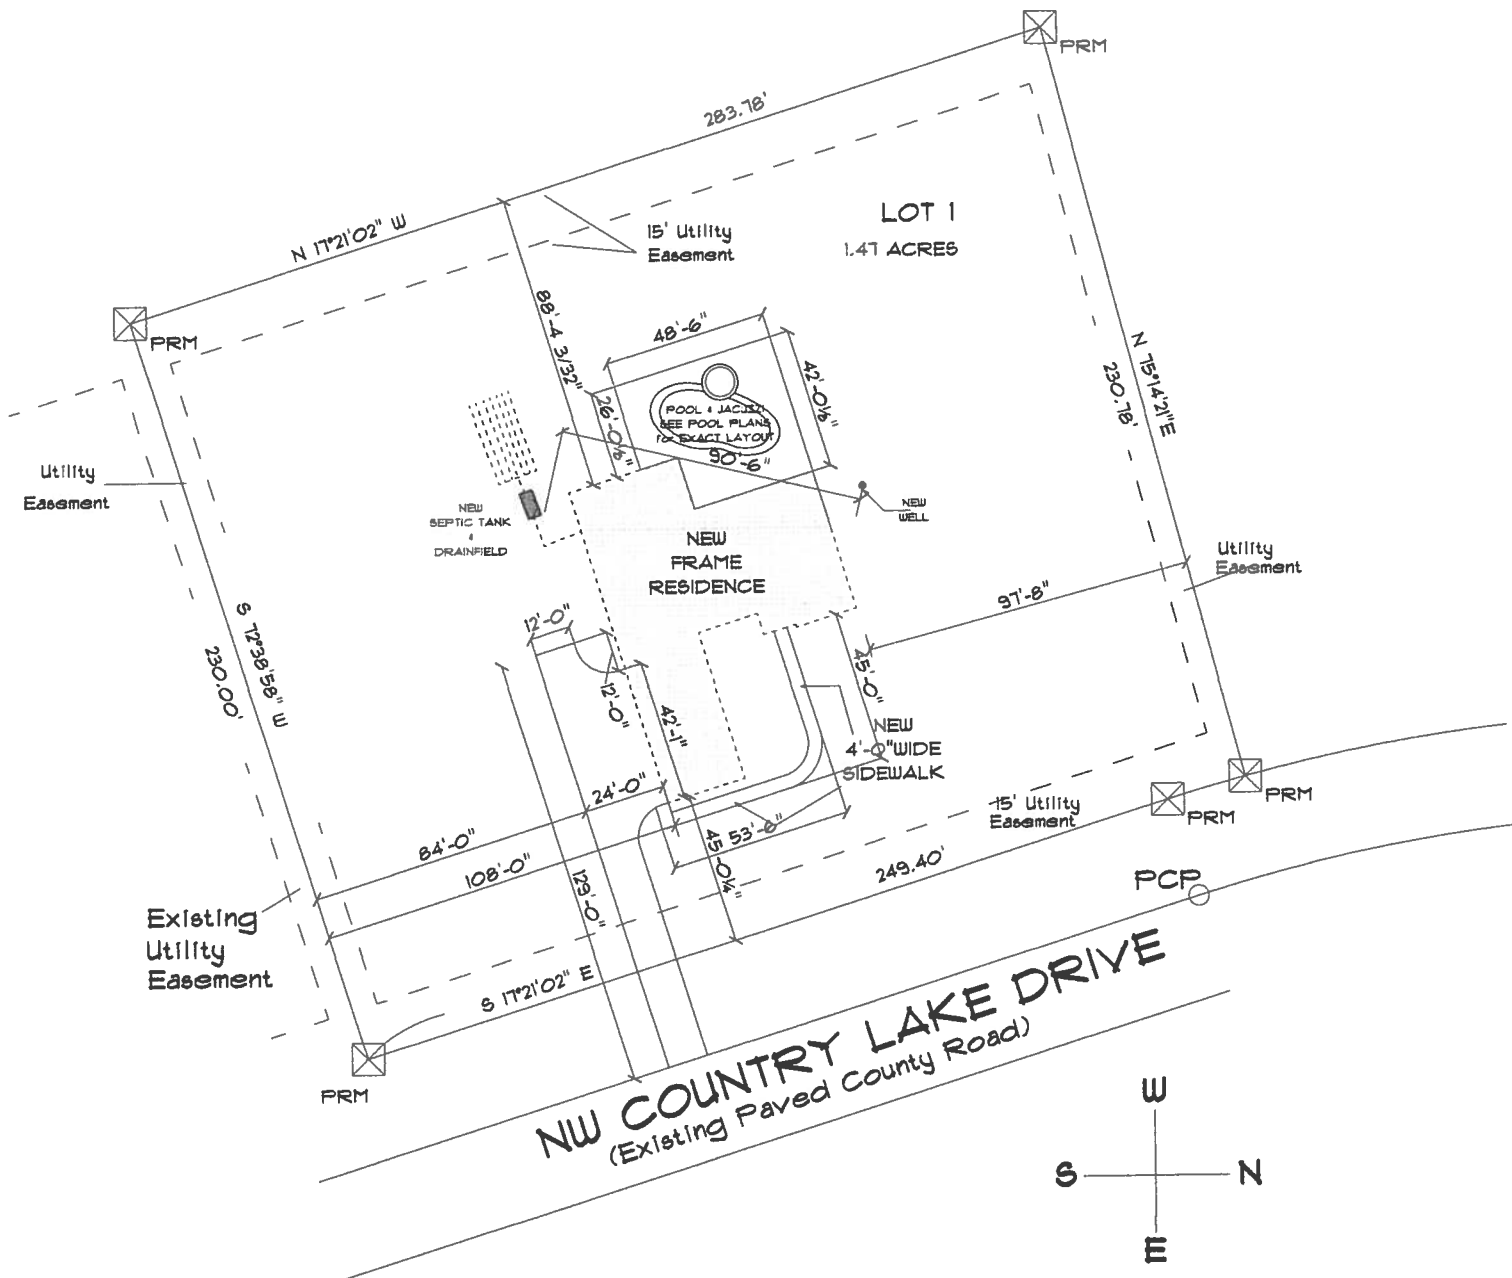 PRM
283.78'
N 17°21'02" W
15' Utility
Easement
LOT 1
1.47 ACRES
PRM
88'-4 3/32"
48'-6"
42'-0½"
26'-0½"
POOL & JACUZZI
SEE POOL PLANS
for EXACT LAYOUT
90'-6"
N 75°14'21"E
230.78'
Utility
Easement
NEW
SEPTIC TANK
&
DRAINFIELD
NEW
WELL
NEW
FRAME
RESIDENCE
Utility
Easement
97'-8"
S 72°38'58" W
230.00'
12'-0"
12'-0"
42'-1"
45'-0"
NEW
4'-0"WIDE
SIDEWALK
24'-0"
84'-0"
108'-0"
129'-0"
53'-6"
45'-0¼"
15' Utility
Easement
PRM
PRM
249.40'
PCP
Existing
Utility
Easement
S 17°21'02" E
PRM
NW COUNTRY LAKE DRIVE
(Existing Paved County Road)
W
S
N
E